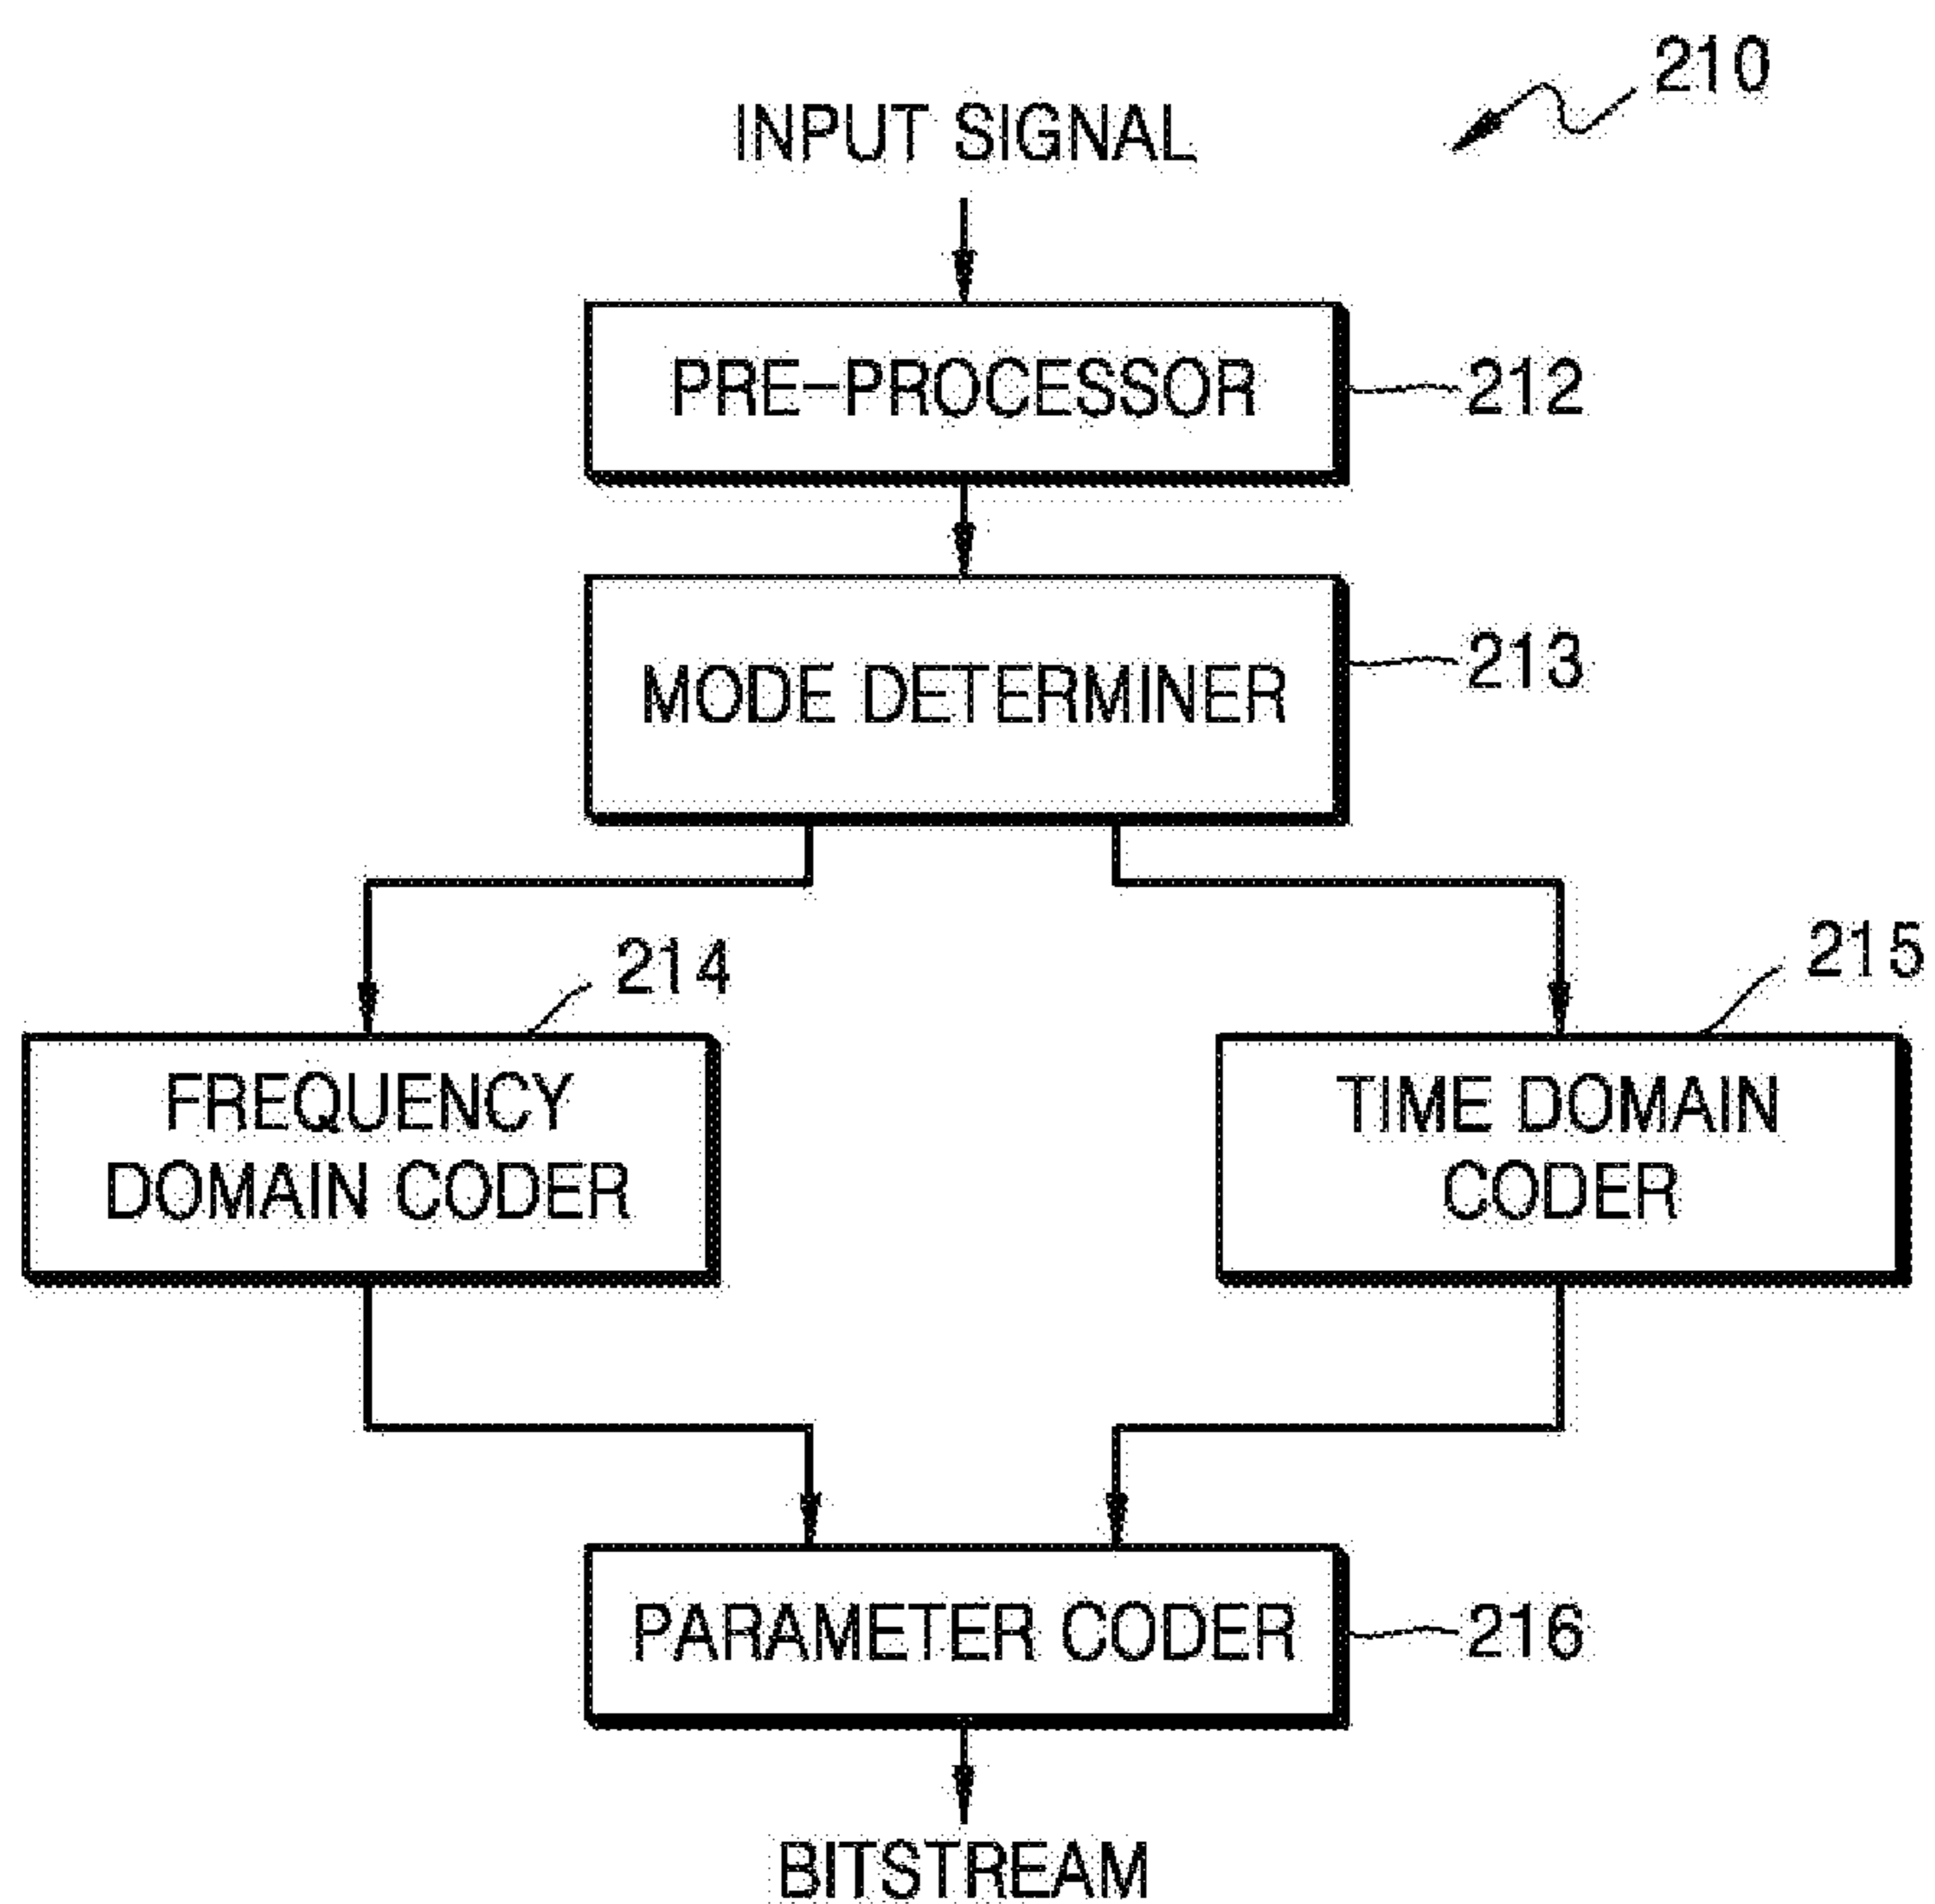 210
INPUT SIGNAL
PRE-PROCESSOR
212
MODE DETERMINER
213
214
215
FREQUENCY
DOMAIN CODER
TIME DOMAIN
CODER
PARAMETER CODER
216
BITSTREAM